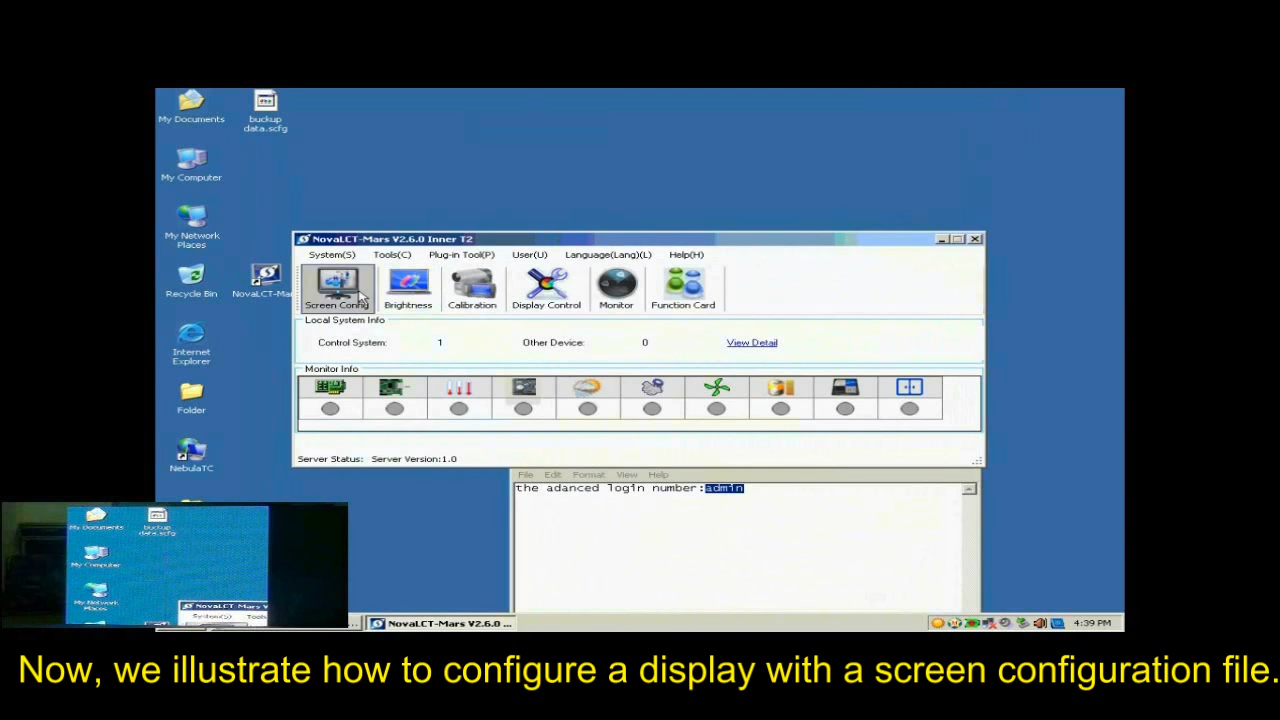 My Documents
buckup
data.scfg
My Computer
My Network
Places
Recycle Bin
NovaLCT-Mar
Internet
Explorer
Folder
NebulaTC
NovaLCT-Mars V2.6.0 Inner T2
System(S) Tools(C) Plug-in Tool(P) User(U) Language(Lang)(L) Help(H)
Screen Config Brightness Calibration Display Control Monitor Function Card
Local System Info
Control System: 1 Other Device: 0 View Detail
Monitor Info
Server Status: Server Version:1.0
File Edit Format View Help
the adanced login number:admin
My Documents
buckup
data.scfg
My Computer
My Network
Places
NovaLCT-Mars V
System(S) Tools
... NovaLCT-Mars V2.6.0 ... 4:39 PM
Now, we illustrate how to configure a display with a screen configuration file.